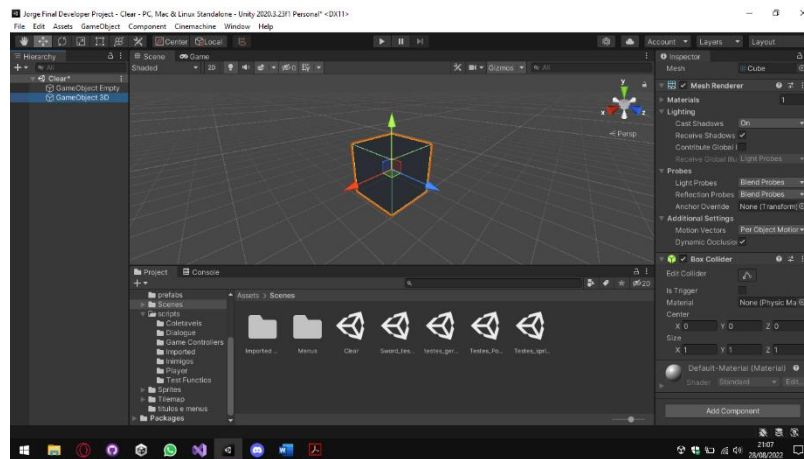 Jorge Final Developer Project - Clear - PC, Mac & Linux Standalone - Unity 2020.3.23f1 Personal* <DX11>
File Edit Assets GameObject Component Cinemachine Window Help
Center Local
Account Layers Layout
Hierarchy
Scene Game
Inspector
All
Shaded 2D 0 Gizmos All
Mesh Cube
Clear*
GameObject Empty
GameObject 3D
y
x z
Persp
Mesh Renderer
Materials 1
Lighting
Cast Shadows On
Receive Shadows
Contribute Global I
Receive Global Illu Light Probes
Probes
Light Probes Blend Probes
Reflection Probes Blend Probes
Anchor Override None (Transform)
Additional Settings
Motion Vectors Per Object Motion
Dynamic Occlusion
Project Console
20
prefabs
Scenes
scripts
Coletaveis
Dialogue
Game Controllers
Imported
Inimigos
Player
Test Functios
Sprites
Tilemap
titulos e menus
Packages
Assets > Scenes
Imported ...
Menus
Clear
Sword_tes...
testes_ger...
Testes_Po...
Testes_spri...
Box Collider
Edit Collider
Is Trigger
Material None (Physic Ma
Center
X 0 Y 0 Z 0
Size
X 1 Y 1 Z 1
Default-Material (Material)
Shader Standard Edit...
Add Component
21:07
28/08/2022